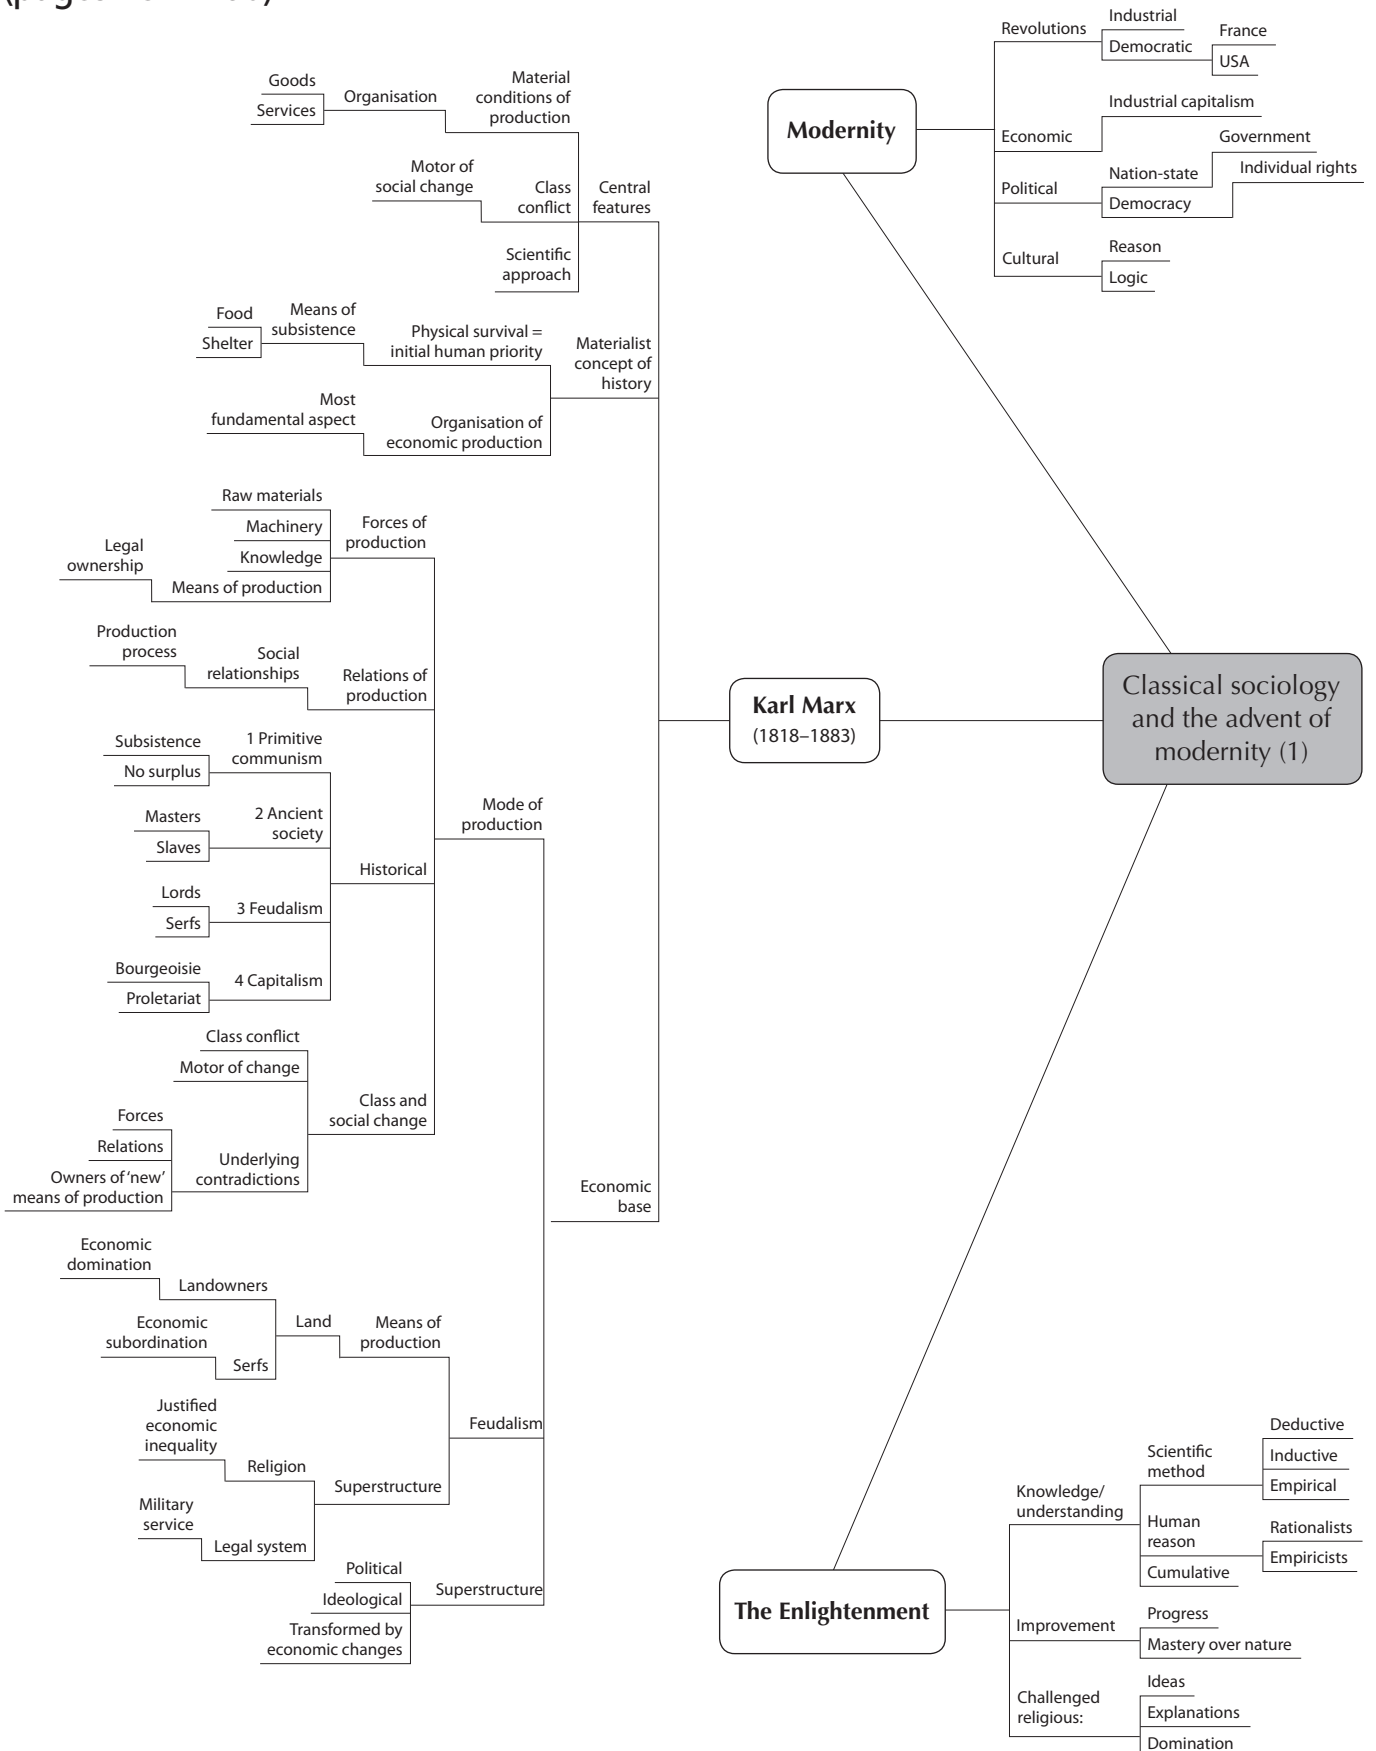 Revolutions
Industrial
Democratic
France
USA
Modernity
Economic
Industrial capitalism
Political
Nation-state
Government
Democracy
Individual rights
Cultural
Reason
Logic
Classical sociology
and the advent of
modernity (1)
Karl Marx
(1818–1883)
Central
features
Material
conditions of
production
Organisation
Goods
Services
Class
conflict
Motor of
social change
Scientific
approach
Materialist
concept of
history
Physical survival =
initial human priority
Means of
subsistence
Food
Shelter
Organisation of
economic production
Most
fundamental aspect
Economic
base
Mode of
production
Forces of
production
Raw materials
Machinery
Knowledge
Means of production
Legal
ownership
Relations of
production
Social
relationships
Production
process
Historical
1 Primitive
communism
Subsistence
No surplus
2 Ancient
society
Masters
Slaves
3 Feudalism
Lords
Serfs
4 Capitalism
Bourgeoisie
Proletariat
Class and
social change
Class conflict
Motor of change
Underlying
contradictions
Forces
Relations
Owners of ‘new’
means of production
Feudalism
Means of
production
Land
Landowners
Economic
domination
Serfs
Economic
subordination
Superstructure
Religion
Justified
economic
inequality
Legal system
Military
service
Superstructure
Political
Ideological
Transformed by
economic changes
The Enlightenment
Knowledge/
understanding
Scientific
method
Deductive
Inductive
Empirical
Human
reason
Rationalists
Empiricists
Cumulative
Improvement
Progress
Mastery over nature
Challenged
religious:
Ideas
Explanations
Domination